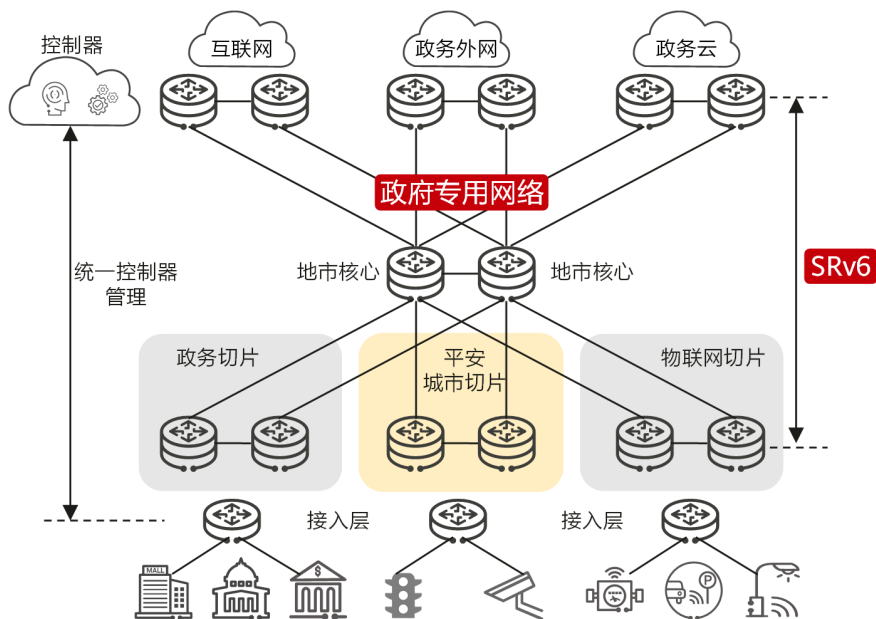 控制器
互联网
政务外网
政务云
政府专用网络
统一控制器
管理
地市核心
地市核心
SRv6
政务切片
平安
城市切片
物联网切片
接入层
接入层
MALL
$
P